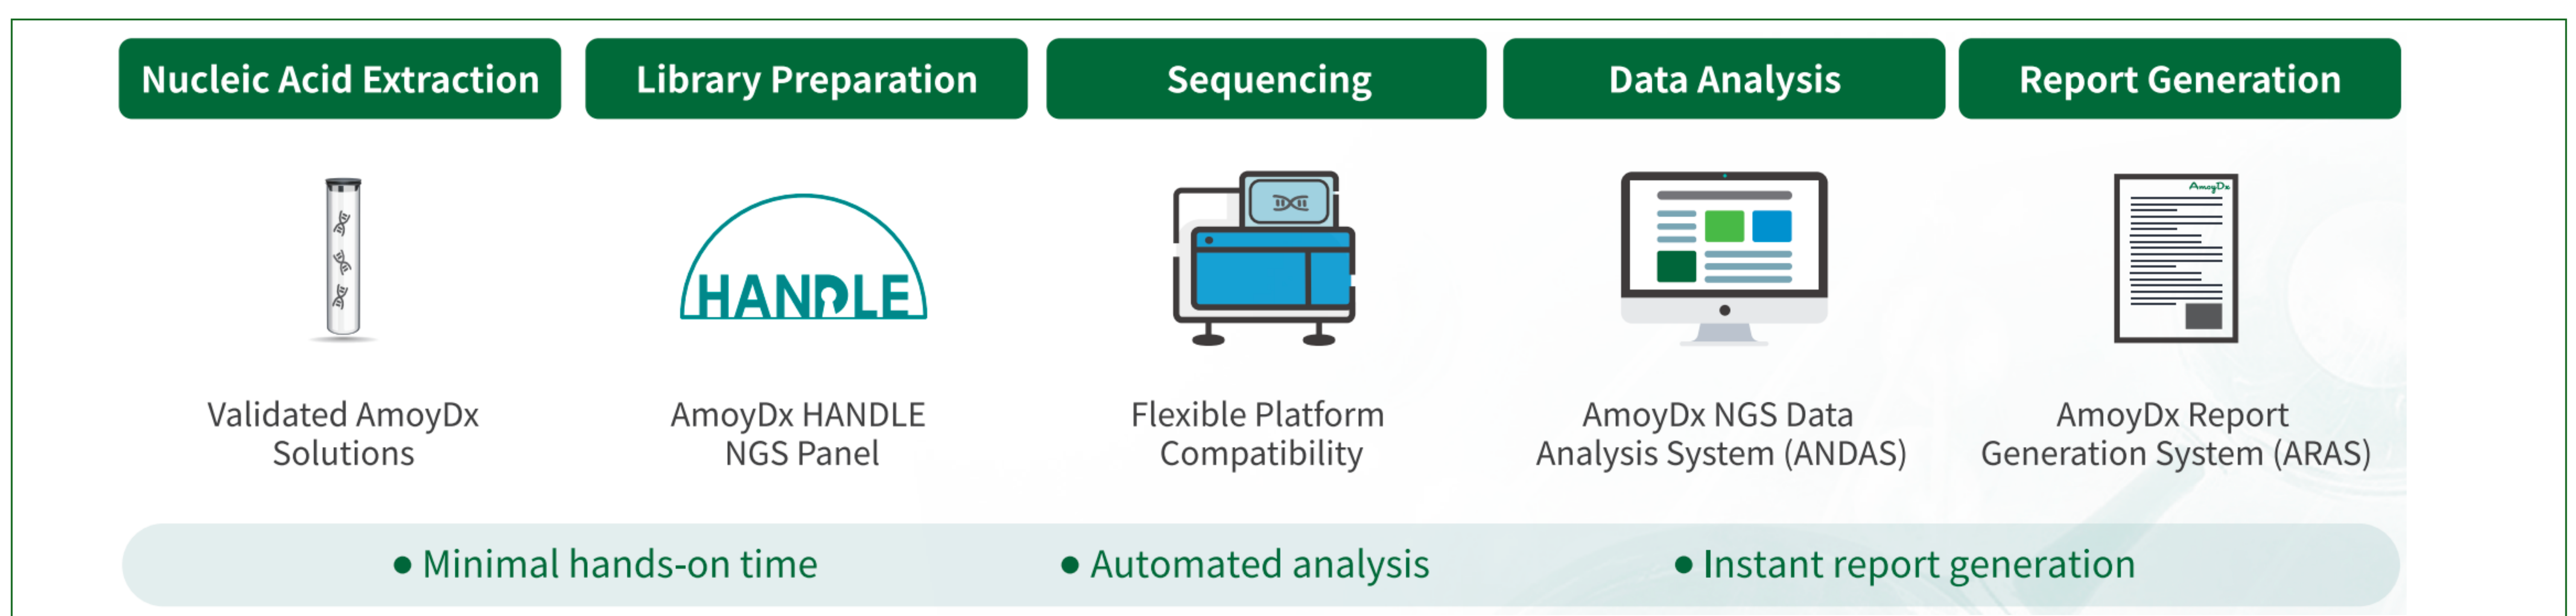 Nucleic Acid Extraction
Library Preparation
Sequencing
Data Analysis
Report Generation
HANDLE
AmoyDx
Validated AmoyDx
Solutions
AmoyDx HANDLE
NGS Panel
Flexible Platform
Compatibility
AmoyDx NGS Data
Analysis System (ANDAS)
AmoyDx Report
Generation System (ARAS)
• Minimal hands-on time
• Automated analysis
• Instant report generation